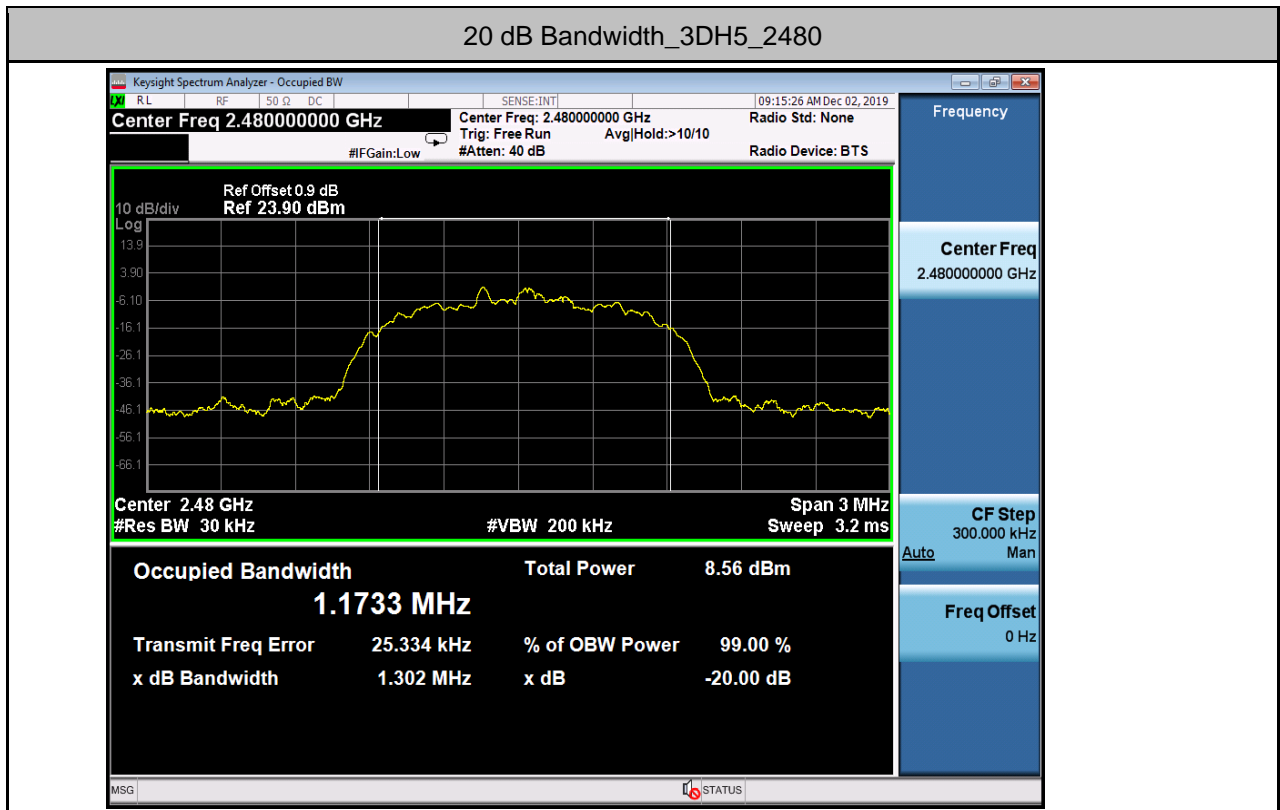 20 dB Bandwidth_3DH5_2480
Keysight Spectrum Analyzer - Occupied BW
LXI RL RF 50 Ω DC SENSE:INT 09:15:26 AM Dec 02, 2019
Center Freq 2.480000000 GHz Center Freq: 2.480000000 GHz Radio Std: None
Trig: Free Run Avg|Hold:>10/10
#IFGain:Low #Atten: 40 dB Radio Device: BTS
Frequency
Ref Offset 0.9 dB
10 dB/div Ref 23.90 dBm
Log
13.9
3.90
-6.10
-16.1
-26.1
-36.1
-46.1
-56.1
-66.1
Center 2.48 GHz Span 3 MHz
#Res BW 30 kHz #VBW 200 kHz Sweep 3.2 ms
Center Freq
2.480000000 GHz
CF Step
300.000 kHz
Auto Man
Freq Offset
0 Hz
Occupied Bandwidth Total Power 8.56 dBm
1.1733 MHz
Transmit Freq Error 25.334 kHz % of OBW Power 99.00 %
x dB Bandwidth 1.302 MHz x dB -20.00 dB
MSG STATUS